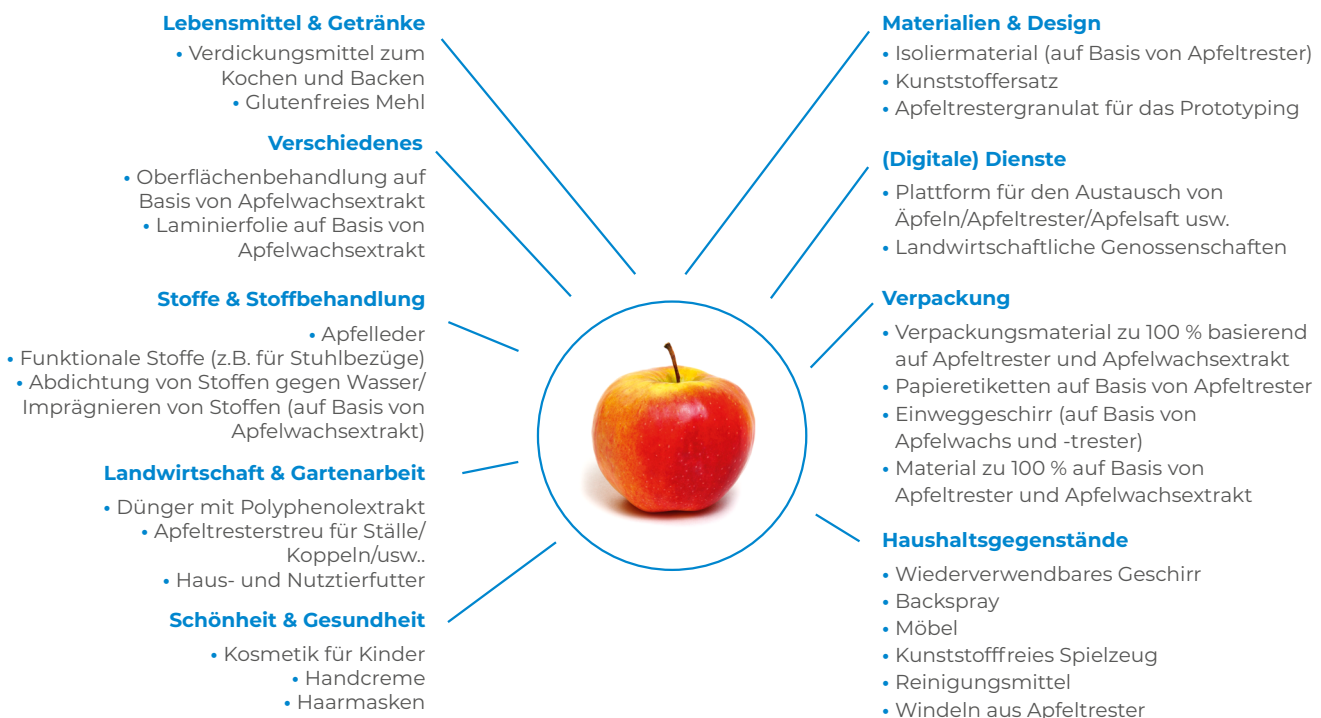 Lebensmittel & Getränke
• Verdickungsmittel zum
Kochen und Backen
• Glutenfreies Mehl
Verschiedenes
• Oberflächenbehandlung auf
Basis von Apfelwachsextrakt
• Laminierfolie auf Basis von
Apfelwachsextrakt
Stoffe & Stoffbehandlung
• Apfelleder
• Funktionale Stoffe (z.B. für Stuhlbezüge)
• Abdichtung von Stoffen gegen Wasser/
Imprägnieren von Stoffen (auf Basis von
Apfelwachsextrakt)
Landwirtschaft & Gartenarbeit
• Dünger mit Polyphenolextrakt
• Apfeltresterstreu für Ställe/
Koppeln/usw..
• Haus- und Nutztierfutter
Schönheit & Gesundheit
• Kosmetik für Kinder
• Handcreme
• Haarmasken
Materialien & Design
• Isoliermaterial (auf Basis von Apfeltrester)
• Kunststoffersatz
• Apfeltrestergranulat für das Prototyping
(Digitale) Dienste
• Plattform für den Austausch von
Äpfeln/Apfeltrester/Apfelsaft usw.
• Landwirtschaftliche Genossenschaften
Verpackung
• Verpackungsmaterial zu 100 % basierend
auf Apfeltrester und Apfelwachsextrakt
• Papieretiketten auf Basis von Apfeltrester
• Einweggeschirr (auf Basis von
Apfelwachs und -trester)
• Material zu 100 % auf Basis von
Apfeltrester und Apfelwachsextrakt
Haushaltsgegenstände
• Wiederverwendbares Geschirr
• Backspray
• Möbel
• Kunststofffreies Spielzeug
• Reinigungsmittel
• Windeln aus Apfeltrester